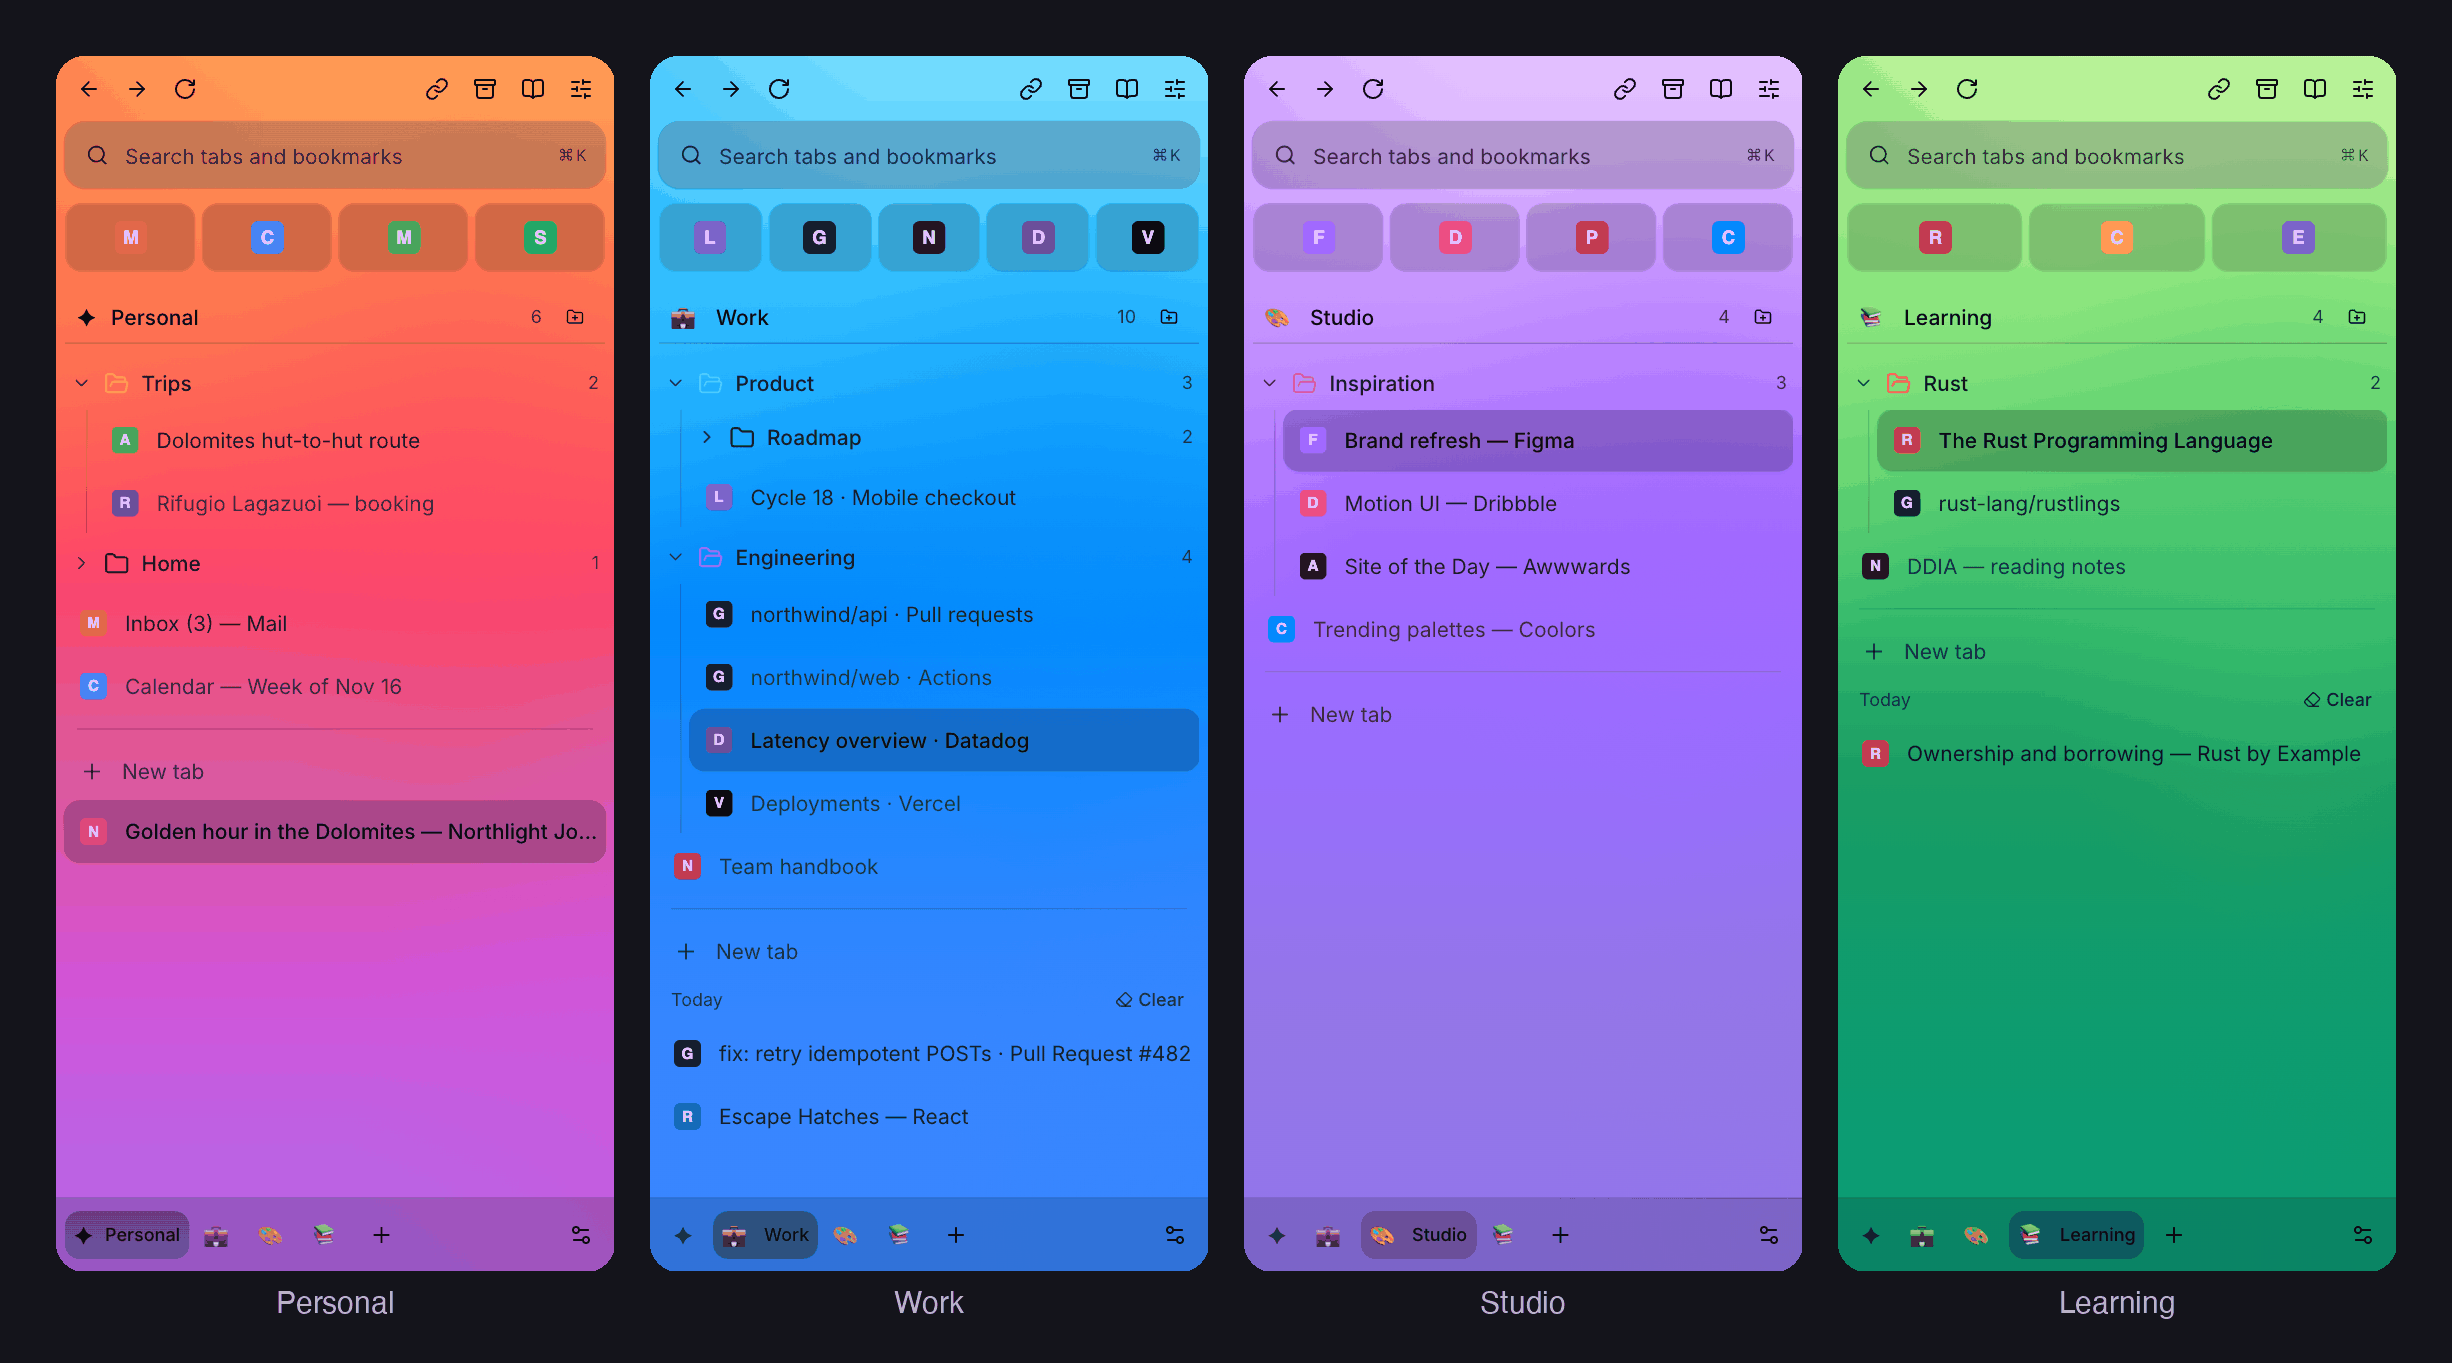 Search tabs and bookmarks ⌘K
M C M S
Personal 6
Trips 2
A Dolomites hut-to-hut route
R Rifugio Lagazuoi — booking
Home 1
M Inbox (3) — Mail
C Calendar — Week of Nov 16
+ New tab
N Golden hour in the Dolomites — Northlight Jo...
Personal
Personal
Search tabs and bookmarks ⌘K
L G N D V
Work 10
Product 3
Roadmap 2
L Cycle 18 · Mobile checkout
Engineering 4
G northwind/api · Pull requests
G northwind/web · Actions
D Latency overview · Datadog
V Deployments · Vercel
N Team handbook
+ New tab
Today Clear
G fix: retry idempotent POSTs · Pull Request #482
R Escape Hatches — React
Work
Work
Search tabs and bookmarks ⌘K
F D P C
Studio 4
Inspiration 3
F Brand refresh — Figma
D Motion UI — Dribbble
A Site of the Day — Awwwards
C Trending palettes — Coolors
+ New tab
Studio
Studio
Search tabs and bookmarks ⌘K
R C E
Learning 4
Rust 2
R The Rust Programming Language
G rust-lang/rustlings
N DDIA — reading notes
+ New tab
Today Clear
R Ownership and borrowing — Rust by Example
Learning
Learning